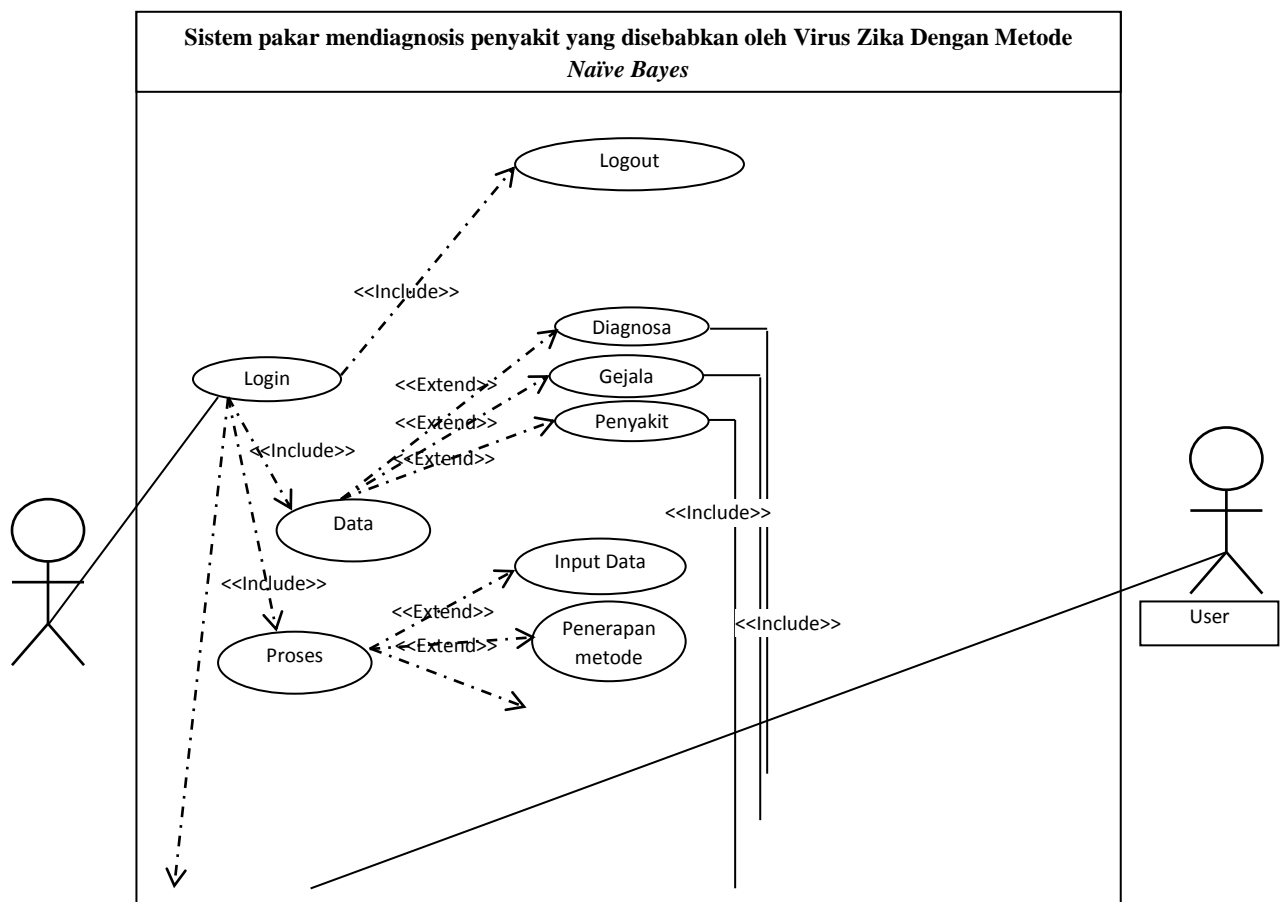 Sistem pakar mendiagnosis penyakit yang disebabkan oleh Virus Zika Dengan Metode
Naïve Bayes
Logout
<<Include>>
Diagnosa
Login
<<Extend>>
Gejala
<<Extend>>
Penyakit
<<Include>>
<<Extend>>
Data
<<Include>>
Input Data
<<Include>>
<<Extend>>
Penerapan
metode
<<Extend>>
Proses
<<Include>>
User